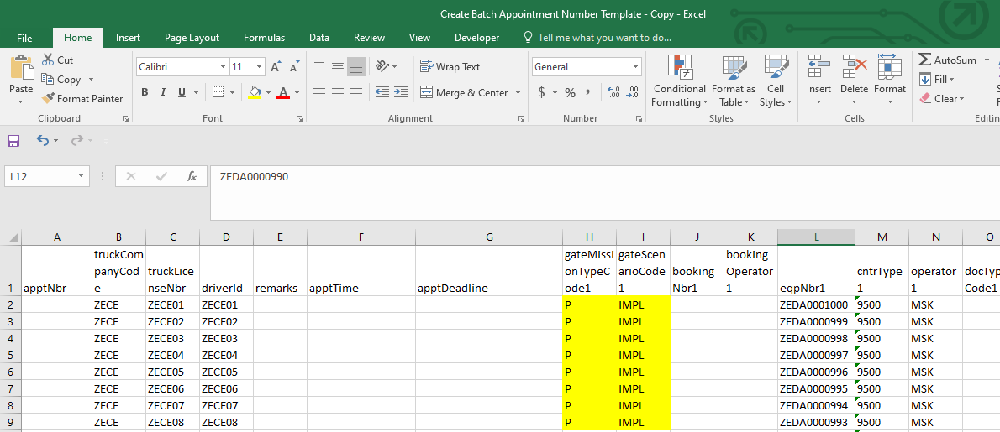 Create Batch Appointment Number Template - Copy - Excel
File Home Insert Page Layout Formulas Data Review View Developer Tell me what you want to do...
Paste
Cut
Copy
Format Painter
Clipboard
Calibri 11
B I U
Font
Wrap Text
Merge & Center
Alignment
General
$ % ,
Number
Conditional Formatting
Format as Table
Cell Styles
Styles
Insert Delete Format
Cells
AutoSum
Fill
Clear
Editin
L12 fx ZEDA0000990
A B C D E F G H I J K L M N O
1 apptNbr truckCompanyCode truckLicenseNbr driverId remarks apptTime apptDeadline gateMissionTypeCode1 gateScenarioCode1 bookingNbr1 bookingOperator1 eqpNbr1 cntrType1 operator1 docTypCode1
2 ZECE ZECE01 ZECE01 P IMPL ZEDA0001000 9500 MSK
3 ZECE ZECE02 ZECE02 P IMPL ZEDA0000999 9500 MSK
4 ZECE ZECE03 ZECE03 P IMPL ZEDA0000998 9500 MSK
5 ZECE ZECE04 ZECE04 P IMPL ZEDA0000997 9500 MSK
6 ZECE ZECE05 ZECE05 P IMPL ZEDA0000996 9500 MSK
7 ZECE ZECE06 ZECE06 P IMPL ZEDA0000995 9500 MSK
8 ZECE ZECE07 ZECE07 P IMPL ZEDA0000994 9500 MSK
9 ZECE ZECE08 ZECE08 P IMPL ZEDA0000993 9500 MSK